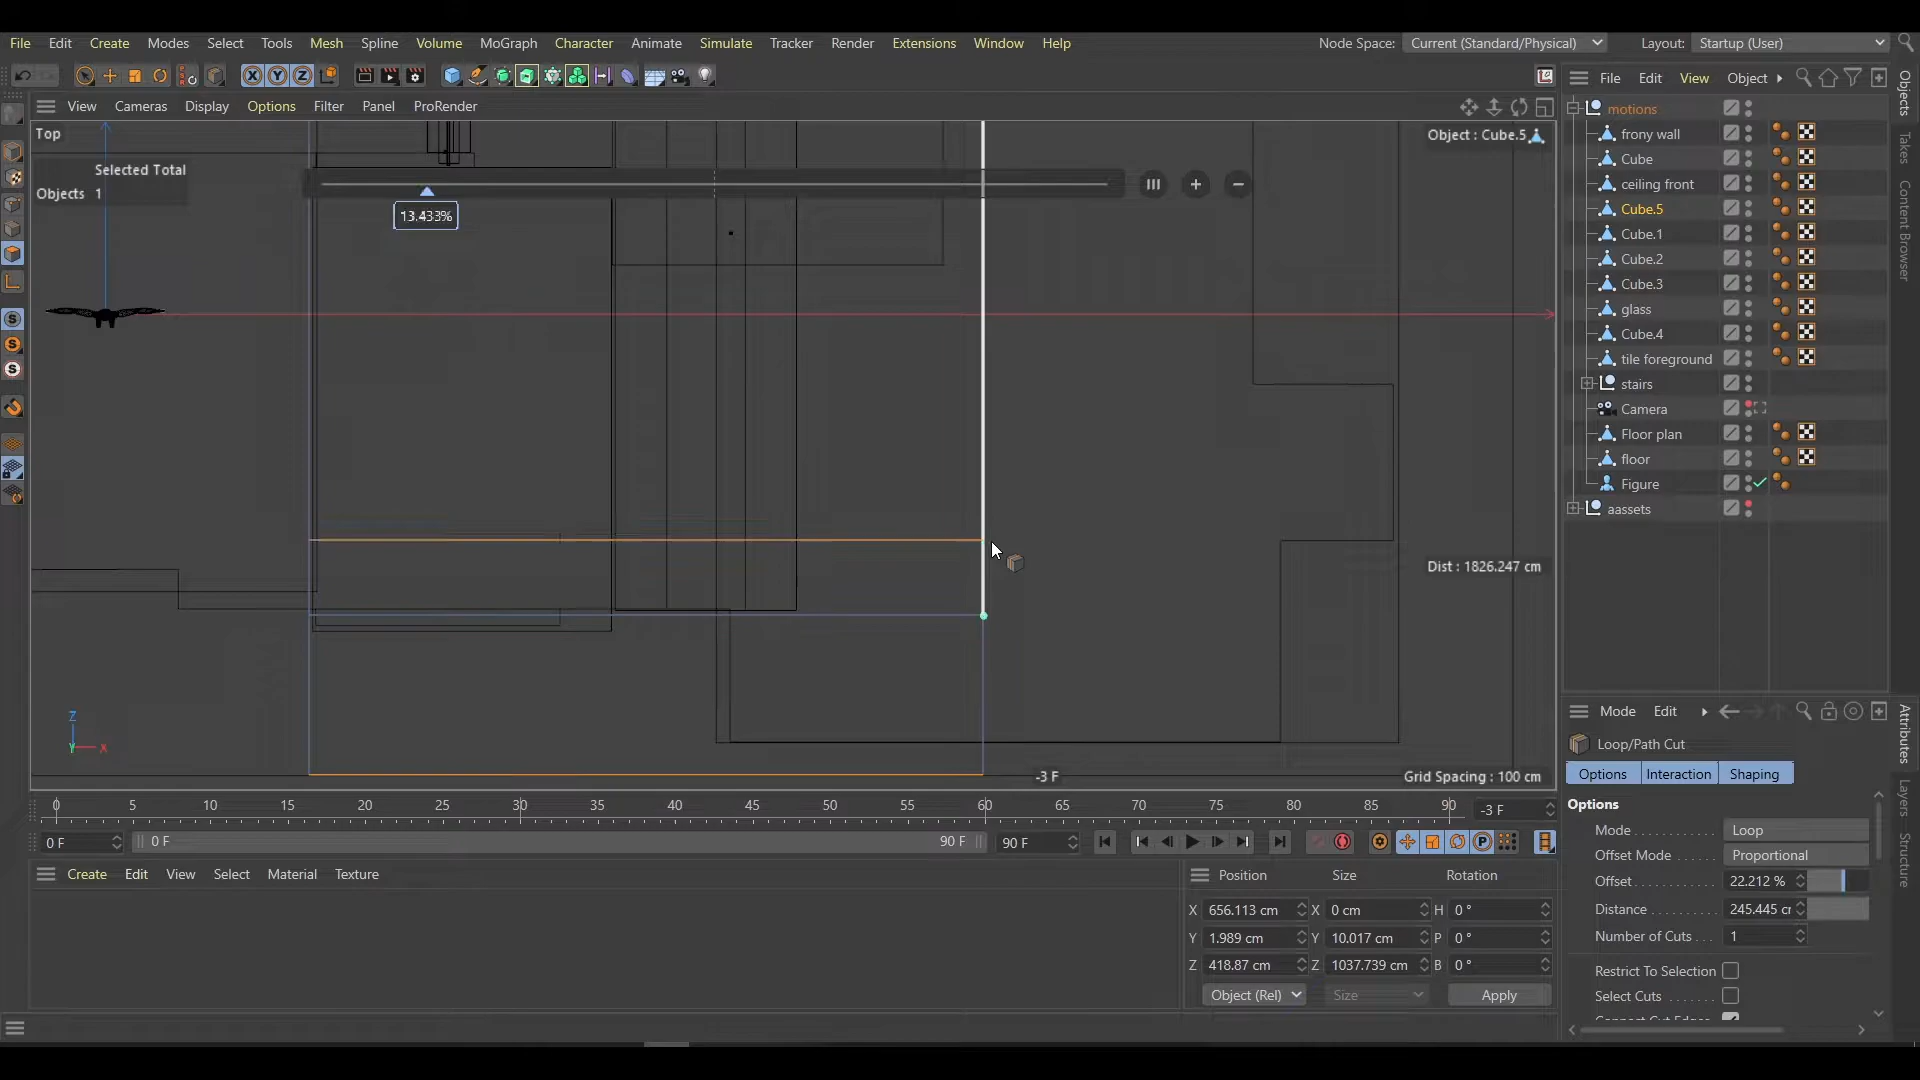 File Edit Create Modes Select Tools Mesh Spline Volume MoGraph Character Animate Simulate Tracker Render Extensions Window Help Node Space: Current (Standard/Physical) Layout: Startup (User)
X Y Z
View Cameras Display Options Filter Panel ProRender
File Edit View Object
Top
Object : Cube.5
Selected Total
Objects 1
13.433%
motions
frony wall
Cube
ceiling front
Cube.5
Cube.1
Cube.2
Cube.3
glass
Cube.4
tile foreground
stairs
Camera
Floor plan
floor
Figure
aassets
Objects
Takes
Content Browser
Dist : 1826.247 cm
Z
Y X
-3 F
Grid Spacing : 100 cm
0 5 10 15 20 25 30 35 40 45 50 55 60 65 70 75 80 85 90 -3 F
0 F 0 F 90 F 90 F
P
Create Edit View Select Material Texture
Position Size Rotation
X 656.113 cm X 0 cm H 0 °
Y 1.989 cm Y 10.017 cm P 0 °
Z 418.87 cm Z 1037.739 cm B 0 °
Object (Rel) Size Apply
Mode Edit
Loop/Path Cut
Options Interaction Shaping
Options
Mode Loop
Offset Mode Proportional
Offset 22.212 %
Distance 245.445 cr
Number of Cuts 1
Restrict To Selection
Select Cuts
Attributes
Layers
Structure